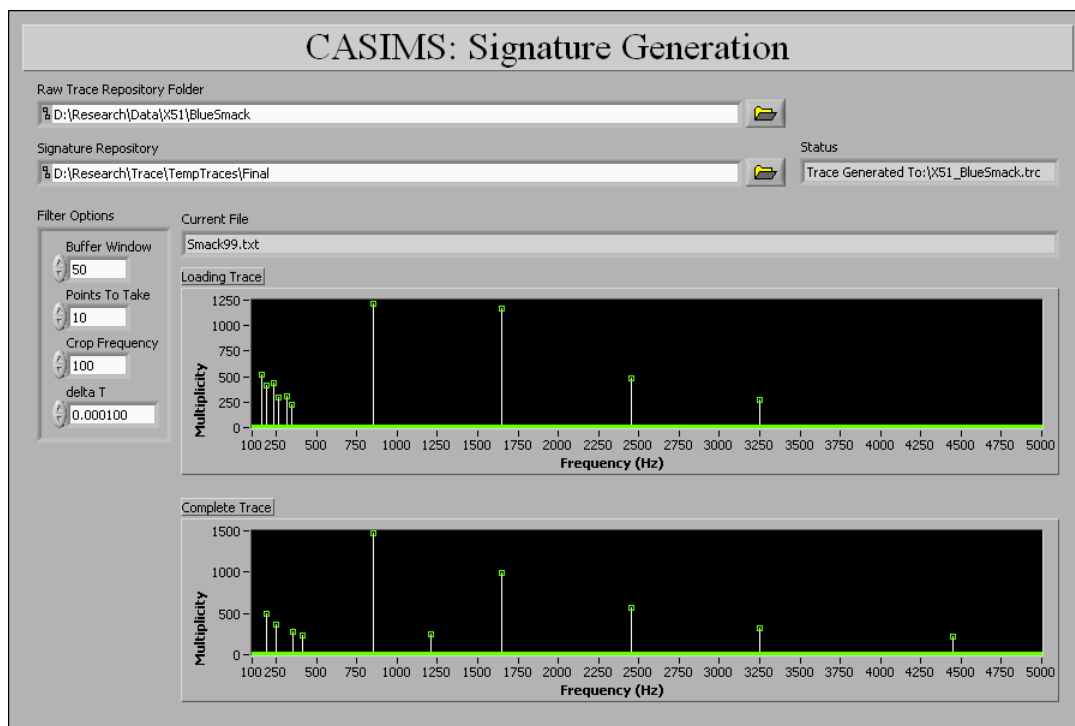 CASIMS: Signature Generation
Raw Trace Repository Folder
D:\Research\Data\X51\BlueSmack
Signature Repository
D:\Research\Trace\TempTraces\Final
Status
Trace Generated To:\X51_BlueSmack.trc
Filter Options
Buffer Window
50
Points To Take
10
Crop Frequency
100
delta T
0.000100
Current File
Smack99.txt
Loading Trace
Multiplicity
1250
1000
750
500
250
0
100 250 500 750 1000 1250 1500 1750 2000 2250 2500 2750 3000 3250 3500 3750 4000 4250 4500 4750 5000
Frequency (Hz)
Complete Trace
Multiplicity
1500
1000
500
0
100 250 500 750 1000 1250 1500 1750 2000 2250 2500 2750 3000 3250 3500 3750 4000 4250 4500 4750 5000
Frequency (Hz)